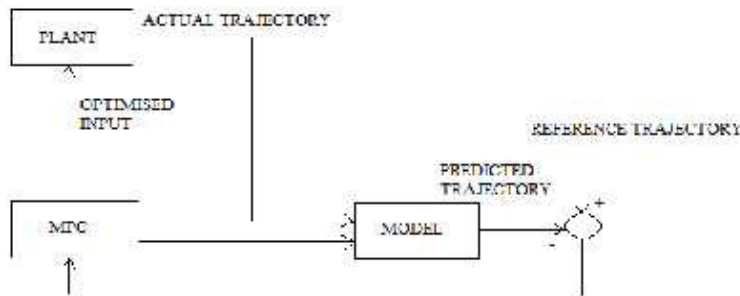 ACTUAL TRAJECTORY
PLANT
OPTIMISED
INPUT
REFERENCE TRAJECTORY
PREDICTED
TRAJECTORY
+
MPC
MODEL
-